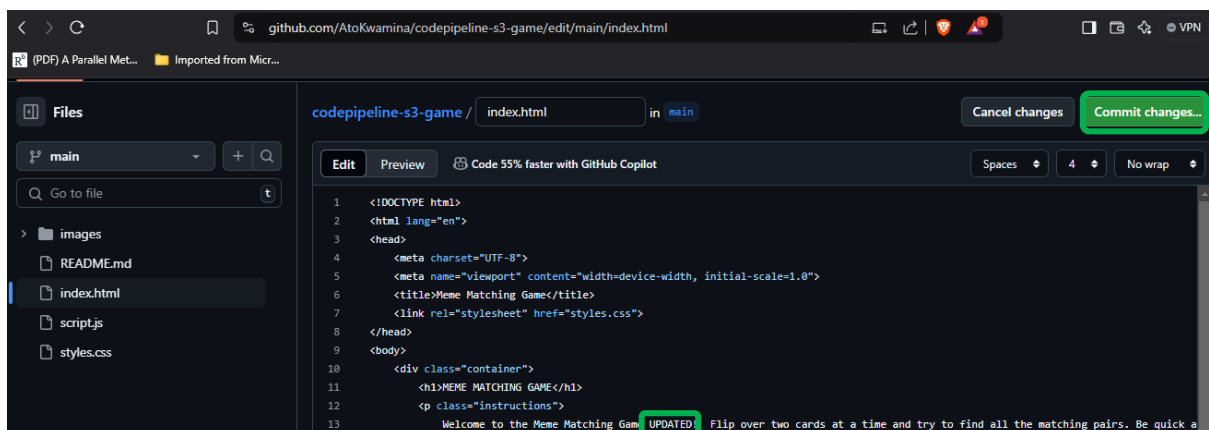 github.com/AtoKwamina/codepipeline-s3-game/edit/main/index.html
VPN
(PDF) A Parallel Met... Imported from Micr...
Files
codepipeline-s3-game / index.html in main
Cancel changes Commit changes...
main
Edit Preview Code 55% faster with GitHub Copilot
Spaces 4 No wrap
Go to file t
images
README.md
index.html
script.js
styles.css
1 <!DOCTYPE html>
2 <html lang="en">
3 <head>
4 <meta charset="UTF-8">
5 <meta name="viewport" content="width=device-width, initial-scale=1.0">
6 <title>Meme Matching Game</title>
7 <link rel="stylesheet" href="styles.css">
8 </head>
9 <body>
10 <div class="container">
11 <h1>MEME MATCHING GAME</h1>
12 <p class="instructions">
13 Welcome to the Meme Matching Game UPDATED! Flip over two cards at a time and try to find all the matching pairs. Be quick a